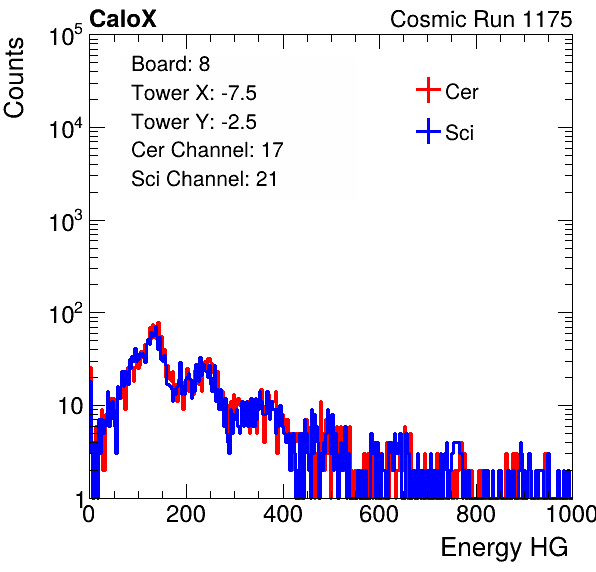 CaloX Cosmic Run 1175
Counts
10^5
10^4
10^3
10^2
10
1
Board: 8
Tower X: -7.5
Tower Y: -2.5
Cer Channel: 17
Sci Channel: 21
Cer
Sci
0 200 400 600 800 1000
Energy HG